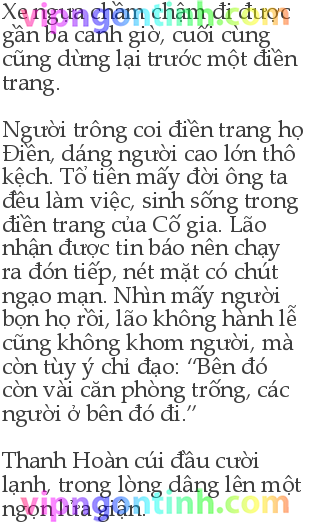 Xe ngựa chầm chậm đi được
gần ba canh giờ, cuối cùng
cũng dừng lại trước một điền
trang.
Người trông coi điền trang họ
Điền, dáng người cao lớn thô
kệch. Tổ tiên mấy đời ông ta
đều làm việc, sinh sống trong
điền trang của Cố gia. Lão
nhận được tin báo nên chạy
ra đón tiếp, nét mặt có chút
ngạo mạn. Nhìn mấy người
bọn họ rồi, lão không hành lễ
cũng không khom người, mà
còn tùy ý chỉ đạo: “Bên đó
còn vài căn phòng trống, các
người ở bên đó đi.”
Thanh Hoàn cúi đầu cười
lạnh, trong lòng dâng lên một
ngọn lửa giận.
vipngontinh.com
vipngontinh.com